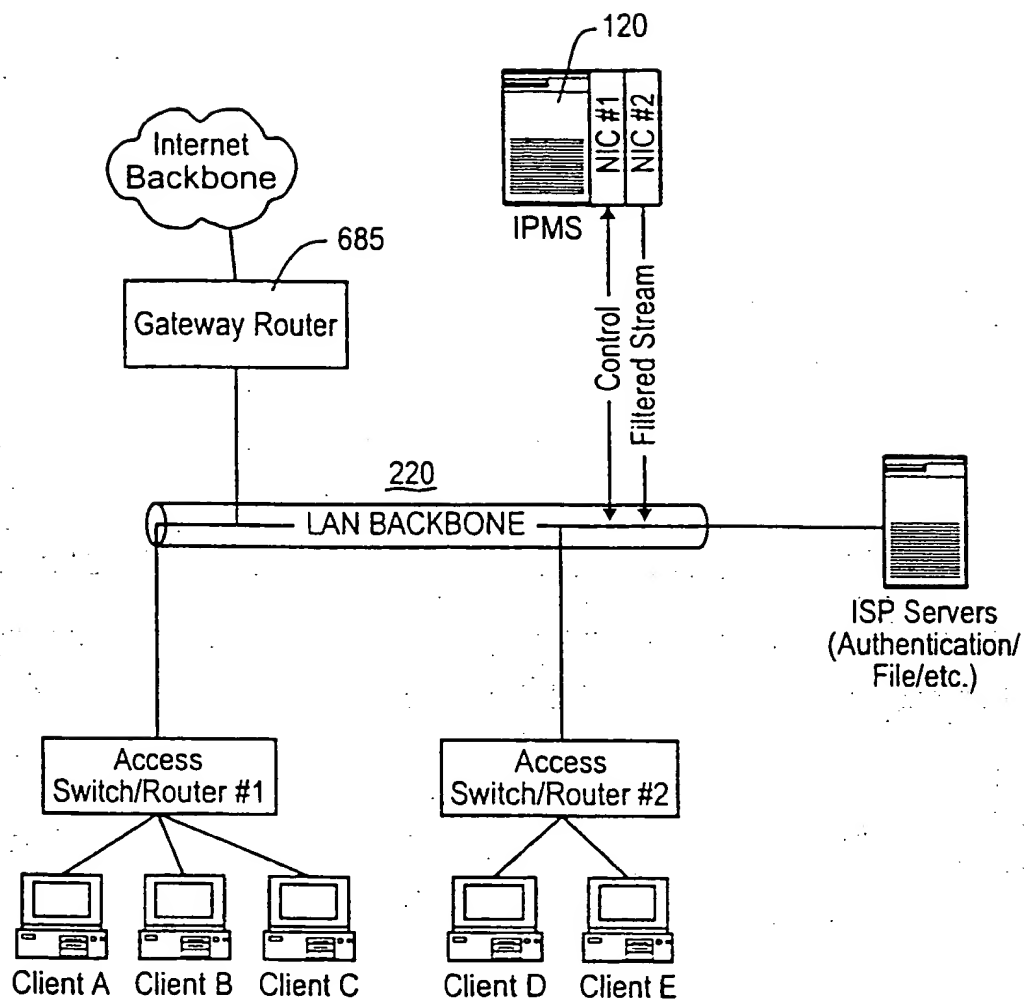 120
NIC #1
NIC #2
IPMS
Internet
Backbone
685
Gateway Router
Control
Filtered Stream
220
LAN BACKBONE
ISP Servers
(Authentication/
File/etc.)
Access
Switch/Router #1
Access
Switch/Router #2
Client A
Client B
Client C
Client D
Client E